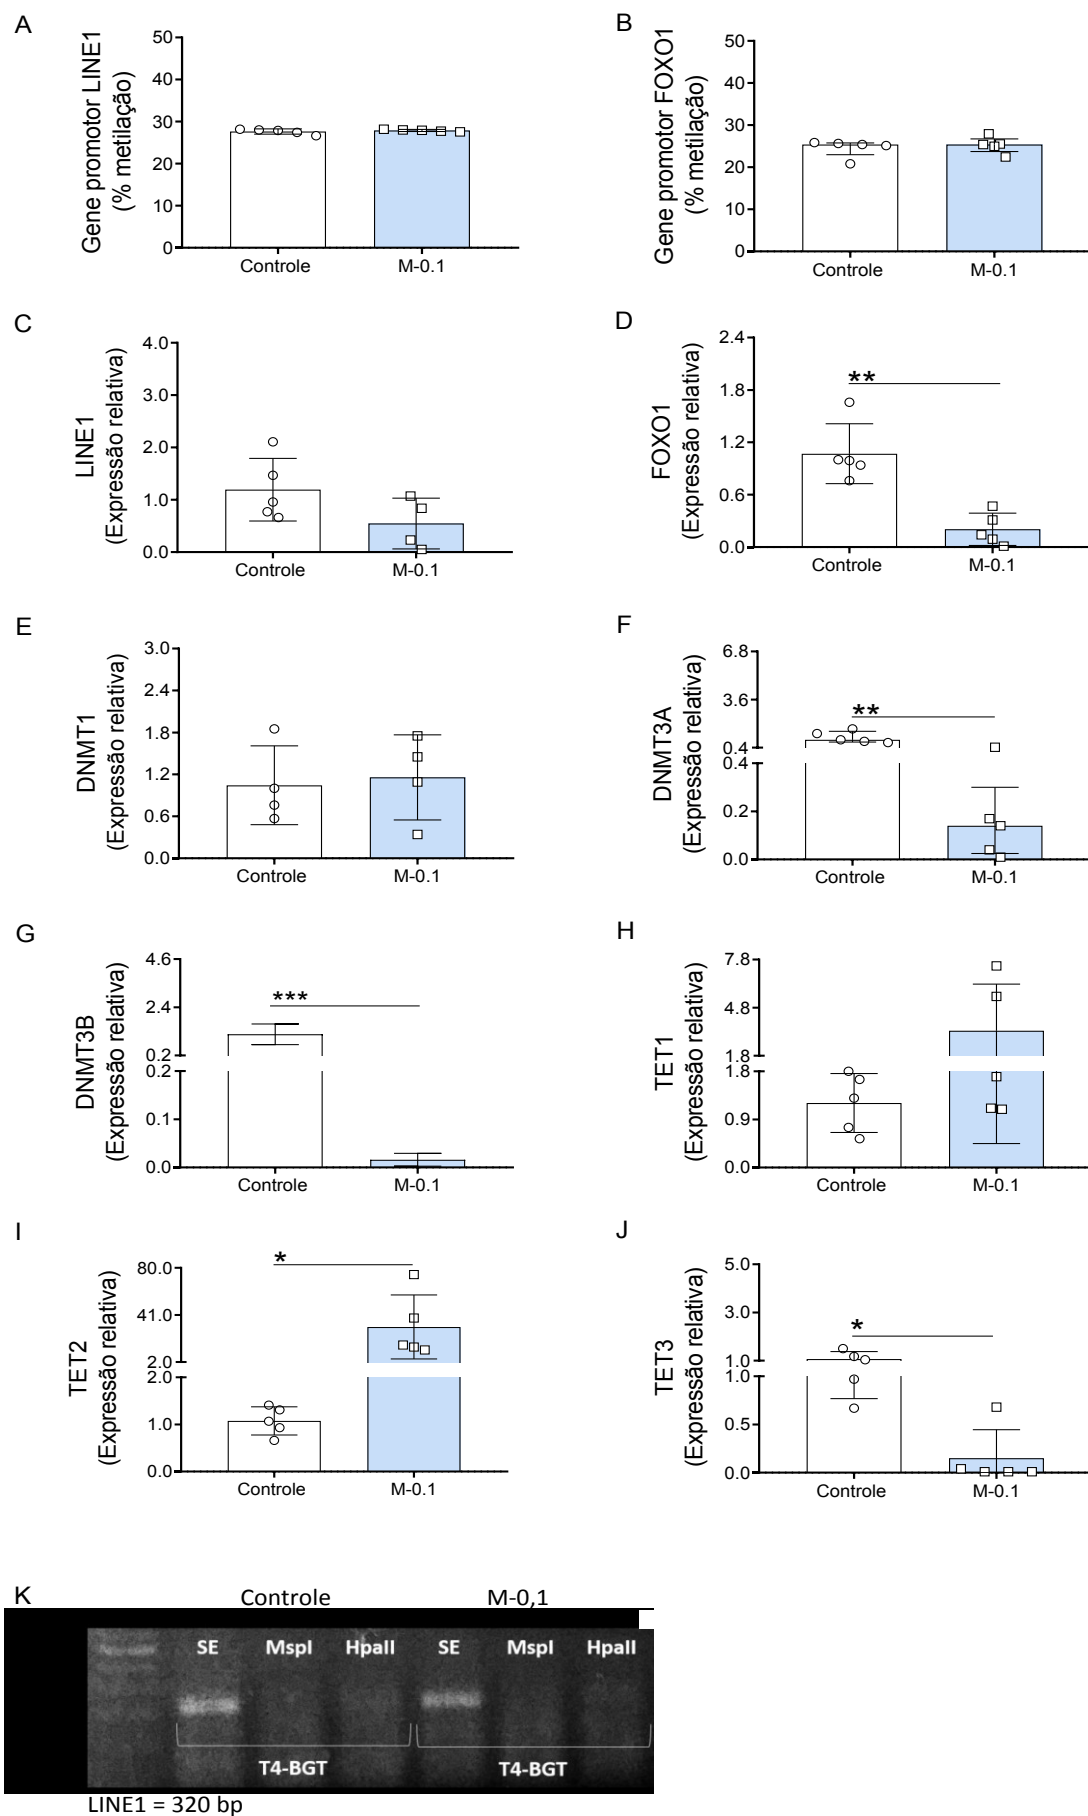 A
Gene promotor LINE1
(% metilação)
50
40
30
20
10
0
Controle
M-0.1
B
Gene promotor FOXO1
(% metilação)
50
40
30
20
10
0
Controle
M-0.1
C
LINE1
(Expressão relativa)
4.0
3.0
2.0
1.0
0.0
Controle
M-0.1
D
FOXO1
(Expressão relativa)
2.4
1.8
1.2
0.6
0.0
**
Controle
M-0.1
E
DNMT1
(Expressão relativa)
3.0
2.4
1.8
1.2
0.6
0.0
Controle
M-0.1
F
DNMT3A
(Expressão relativa)
6.8
3.6
0.4
0.4
0.2
0.0
**
Controle
M-0.1
G
DNMT3B
(Expressão relativa)
4.6
2.4
0.2
0.2
0.1
0.0
***
Controle
M-0.1
H
TET1
(Expressão relativa)
7.8
4.8
1.8
1.8
0.9
0.0
Controle
M-0.1
I
TET2
(Expressão relativa)
80.0
41.0
2.0
2.0
1.0
0.0
*
Controle
M-0.1
J
TET3
(Expressão relativa)
5.0
3.0
1.0
1.0
0.5
0.0
*
Controle
M-0.1
K
Controle M-0,1
SE MspI HpaII SE MspI HpaII
T4-BGT T4-BGT
LINE1 = 320 bp